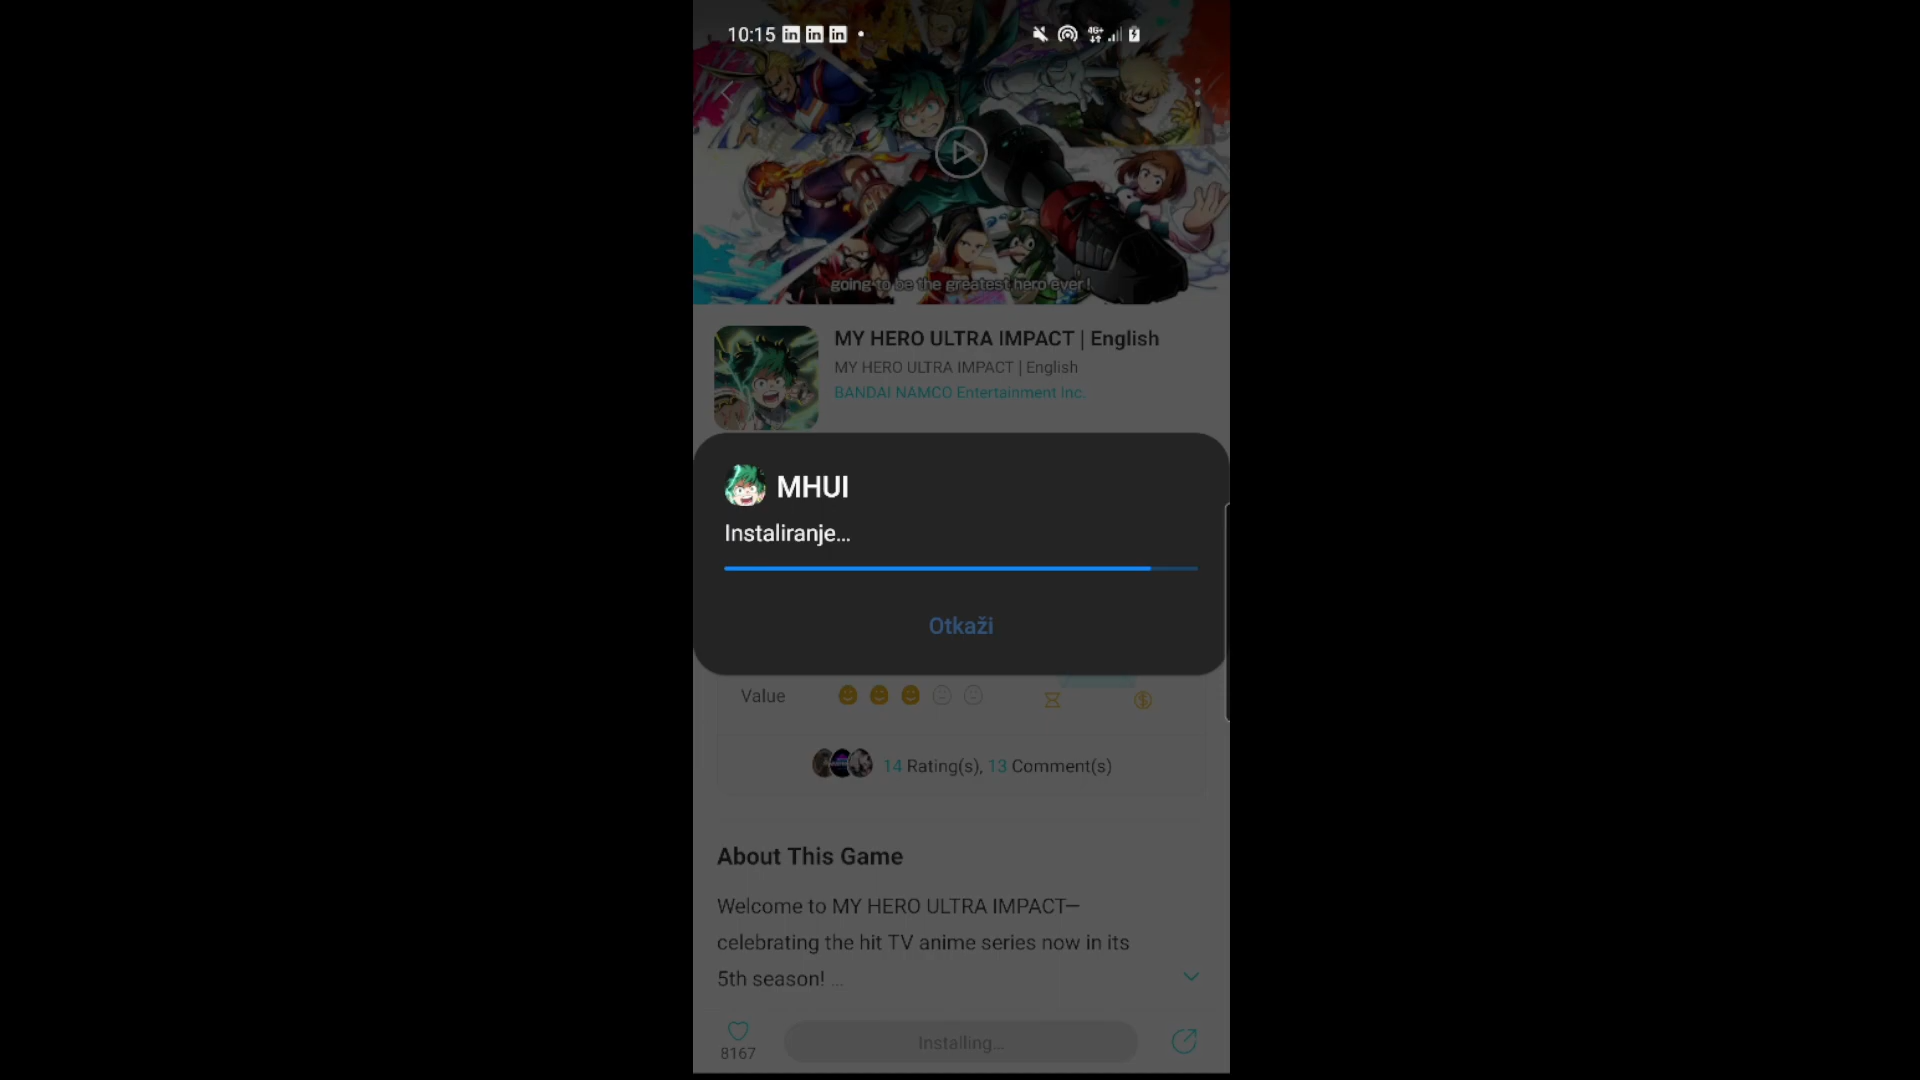 10:15
4G+
going to be the greatest hero ever!
MY HERO ULTRA IMPACT | English
MY HERO ULTRA IMPACT | English
BANDAI NAMCO Entertainment Inc.
MHUI
Instaliranje...
Otkaži
Value
14 Rating(s), 13 Comment(s)
About This Game
Welcome to MY HERO ULTRA IMPACT—
celebrating the hit TV anime series now in its
5th season! ...
8167
Installing...